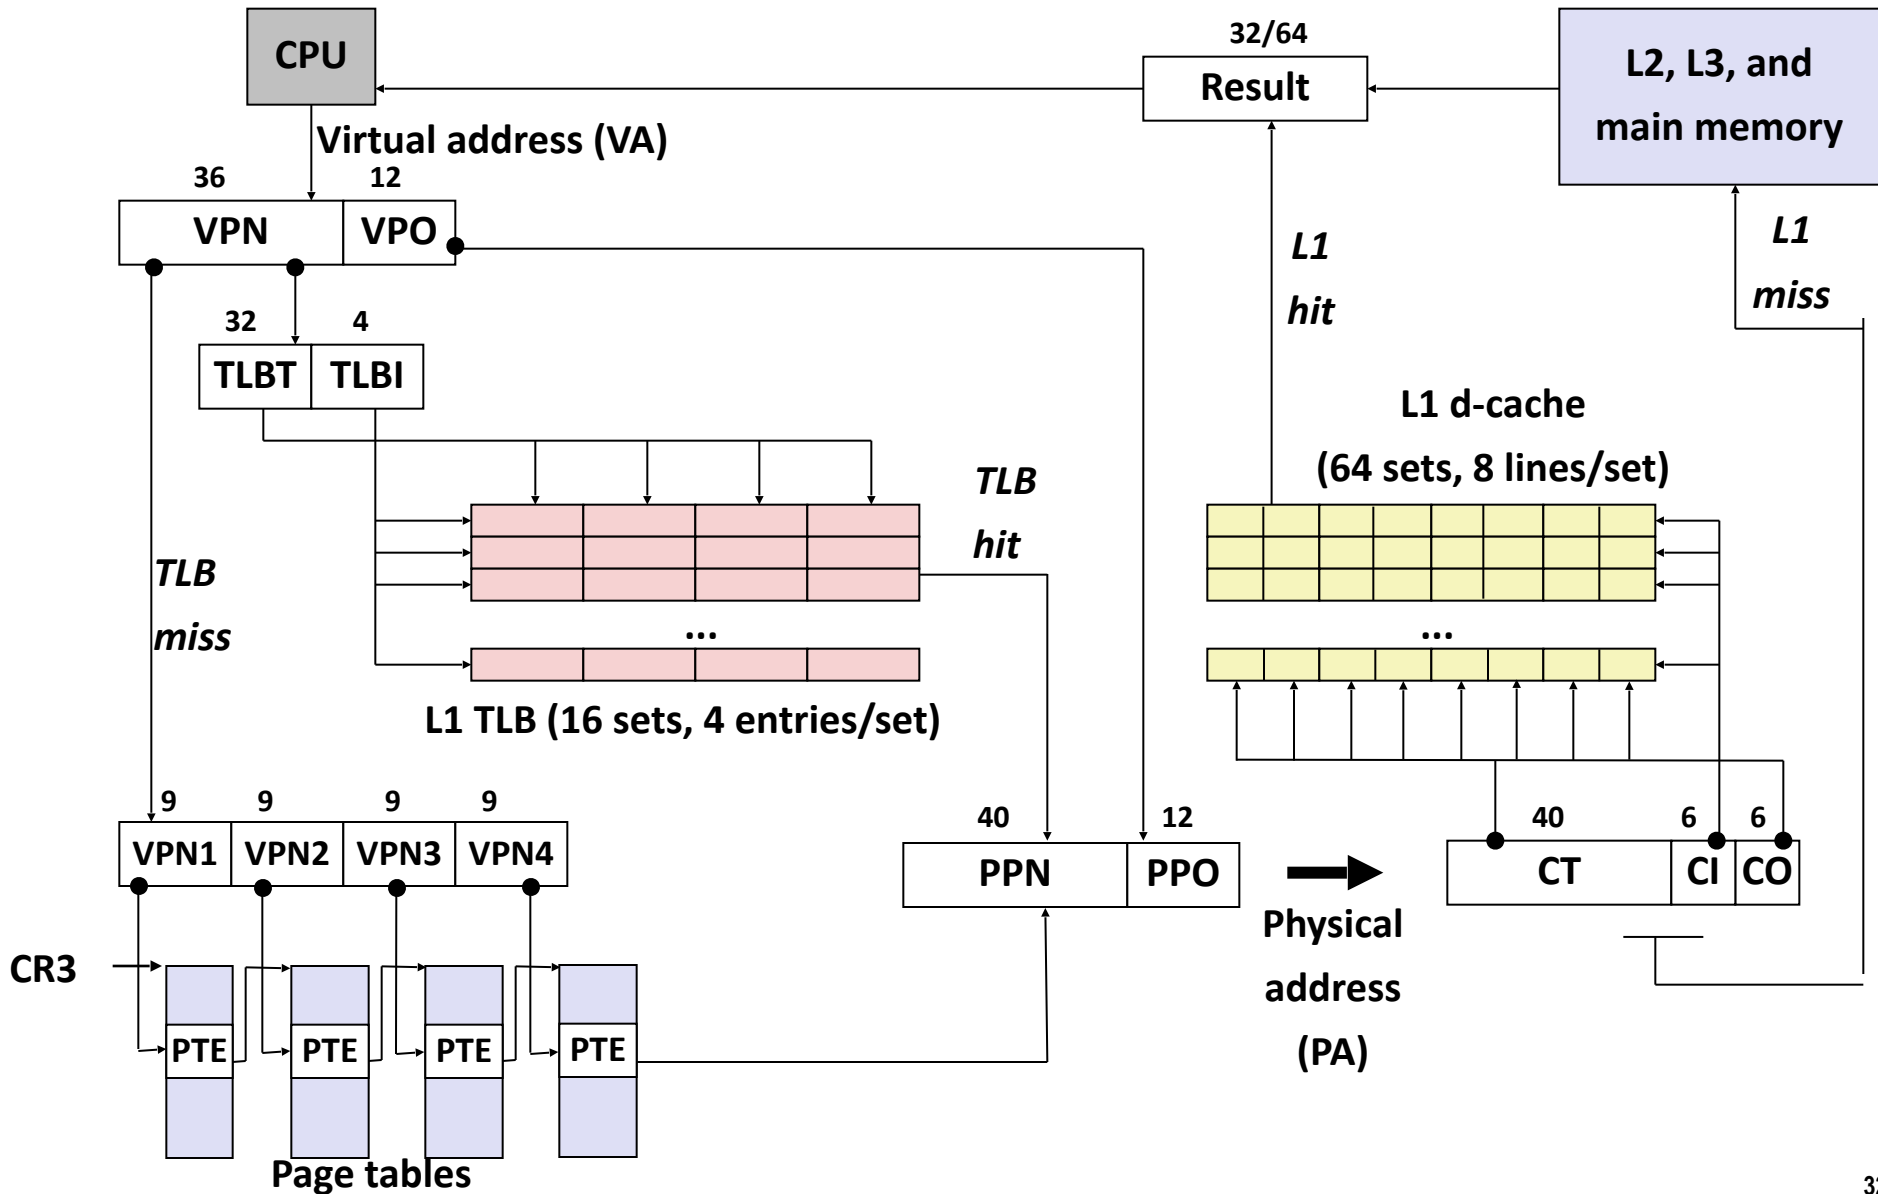 CPU
32/64
Result
L2, L3, and
main memory
Virtual address (VA)
36 12
VPN VPO
L1
hit
L1
miss
32 4
TLBT TLBI
L1 d-cache
(64 sets, 8 lines/set)
TLB
hit
TLB
miss
...
...
L1 TLB (16 sets, 4 entries/set)
9 9 9 9
VPN1 VPN2 VPN3 VPN4
40 12
PPN PPO
40 6 6
CT CI CO
Physical
address
(PA)
CR3
PTE PTE PTE PTE
Page tables